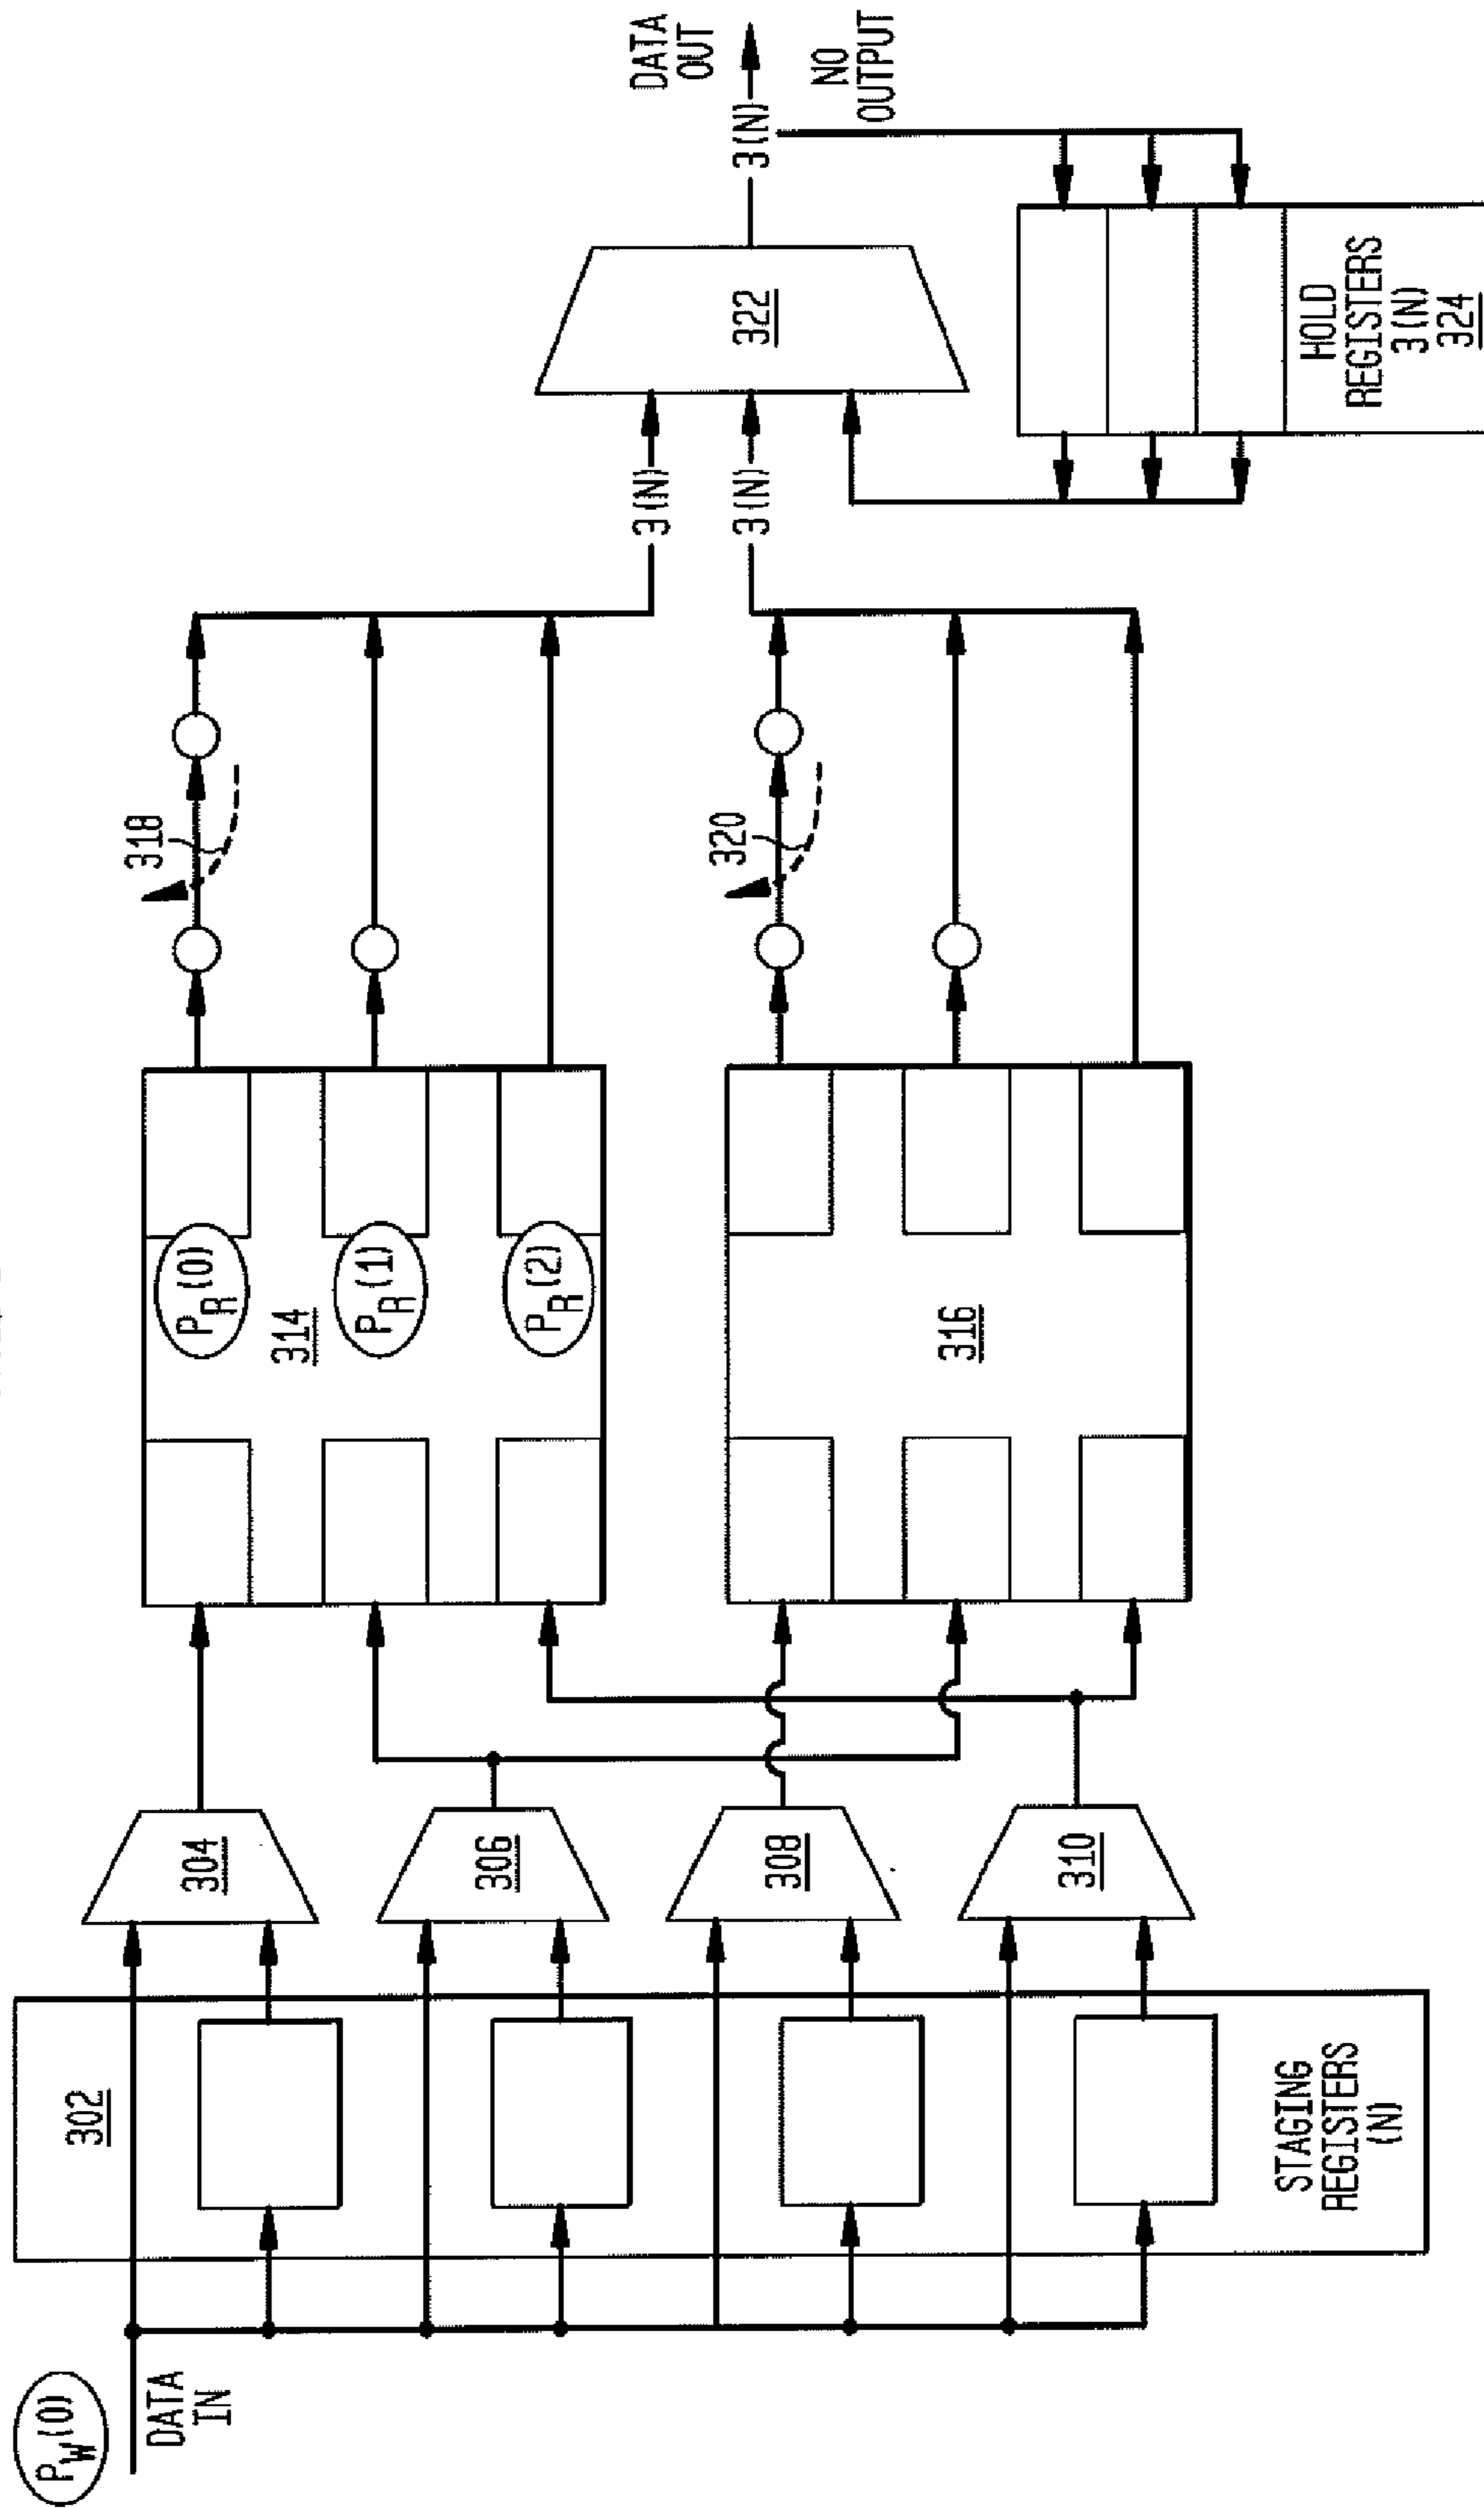 P_W(0)
DATA
IN
302
STAGING
REGISTERS
(N)
304
306
308
310
314
P_R(0)
P_R(1)
P_R(2)
316
318
320
3(N)
3(N)
322
3(N)
DATA
OUT
NO
OUTPUT
HOLD
REGISTERS
3(N)
324